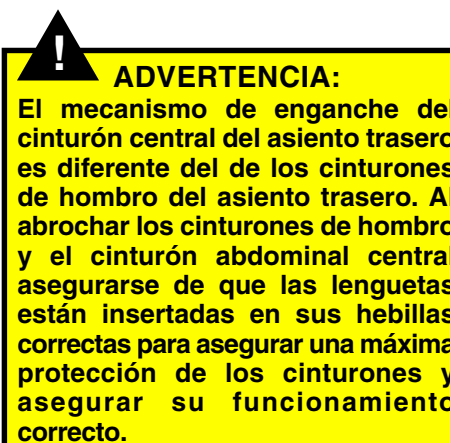 !
ADVERTENCIA:
El mecanismo de enganche del
cinturón central del asiento trasero
es diferente del de los cinturones
de hombro del asiento trasero. Al
abrochar los cinturones de hombro
y el cinturón abdominal central
asegurarse de que las lenguetas
están insertadas en sus hebillas
correctas para asegurar una máxima
protección de los cinturones y
asegurar su funcionamiento
correcto.